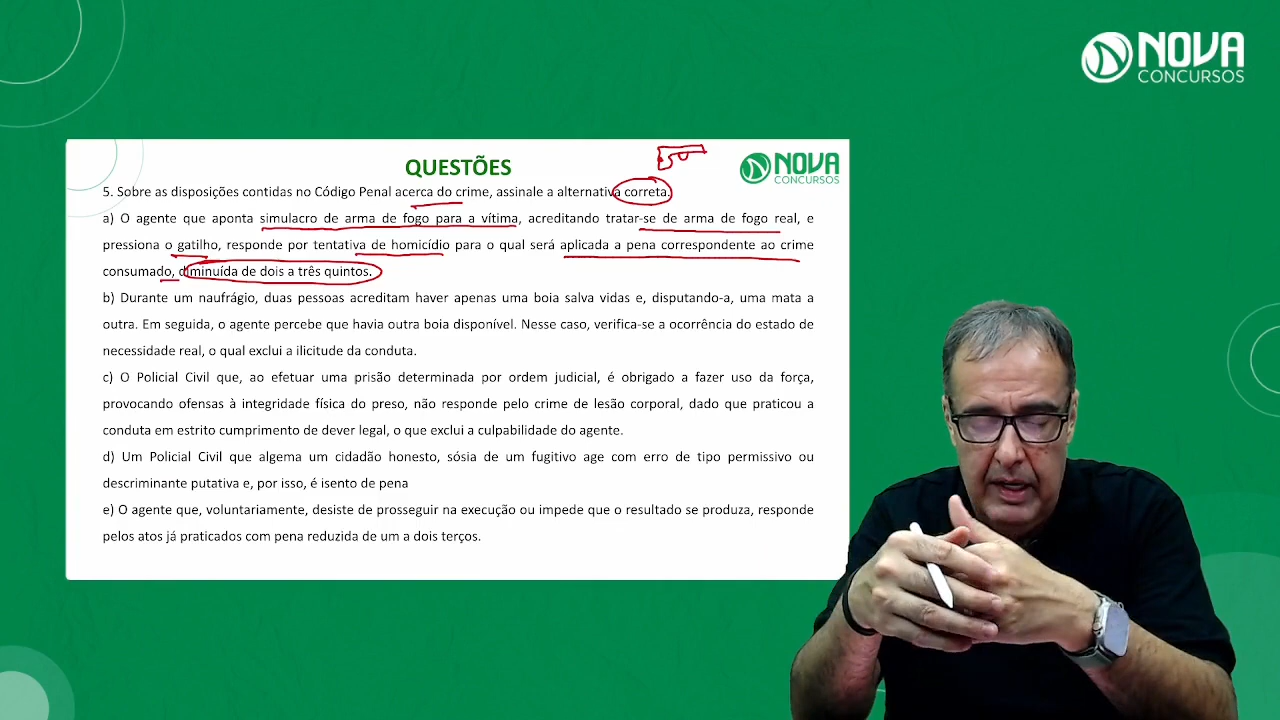 NOVA
CONCURSOS
QUESTÕES
NOVA
CONCURSOS
5. Sobre as disposições contidas no Código Penal acerca do crime, assinale a alternativa correta.
a) O agente que aponta simulacro de arma de fogo para a vítima, acreditando tratar-se de arma de fogo real, e
pressiona o gatilho, responde por tentativa de homicídio para o qual será aplicada a pena correspondente ao crime
consumado, diminuída de dois a três quintos.
b) Durante um naufrágio, duas pessoas acreditam haver apenas uma boia salva vidas e, disputando-a, uma mata a
outra. Em seguida, o agente percebe que havia outra boia disponível. Nesse caso, verifica-se a ocorrência do estado de
necessidade real, o qual exclui a ilicitude da conduta.
c) O Policial Civil que, ao efetuar uma prisão determinada por ordem judicial, é obrigado a fazer uso da força,
provocando ofensas à integridade física do preso, não responde pelo crime de lesão corporal, dado que praticou a
conduta em estrito cumprimento de dever legal, o que exclui a culpabilidade do agente.
d) Um Policial Civil que algema um cidadão honesto, sósia de um fugitivo age com erro de tipo permissivo ou
descriminante putativa e, por isso, é isento de pena
e) O agente que, voluntariamente, desiste de prosseguir na execução ou impede que o resultado se produza, responde
pelos atos já praticados com pena reduzida de um a dois terços.